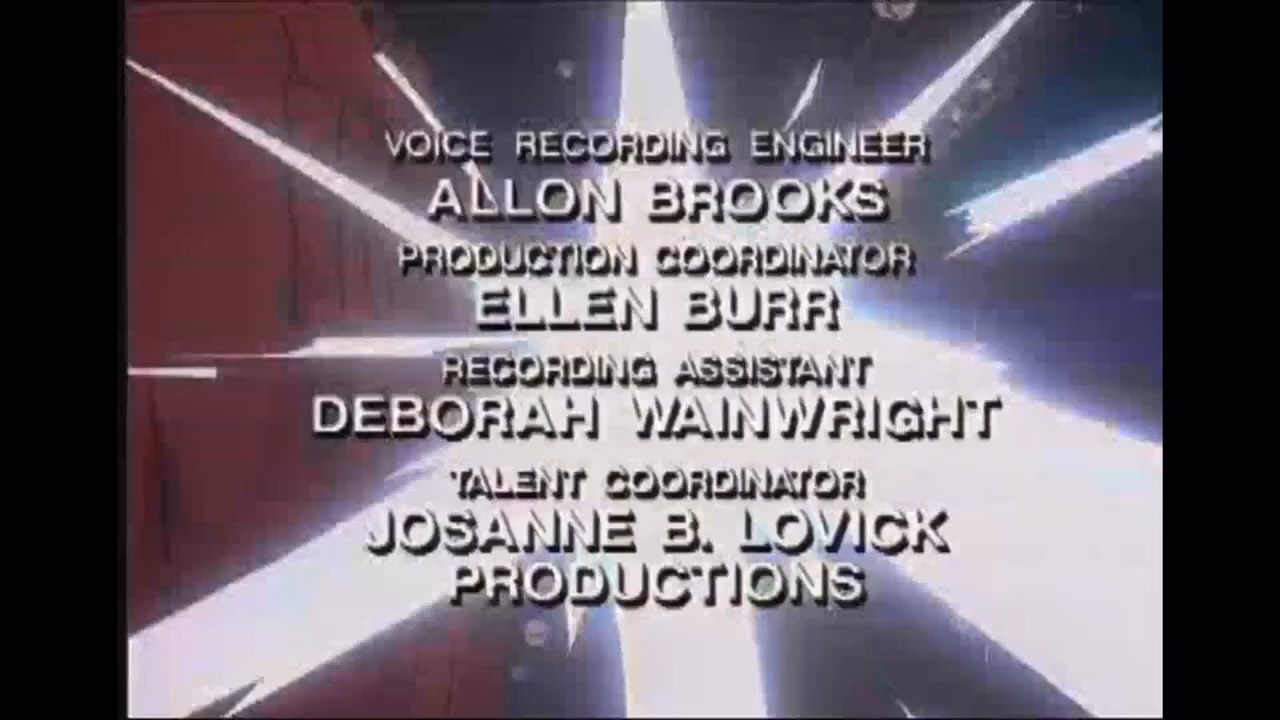 VOICE RECORDING ENGINEER
ALLON BROOKS
PRODUCTION COORDINATOR
ELLEN BURR
RECORDING ASSISTANT
DEBORAH WAINWRIGHT
TALENT COORDINATOR
JOSANNE B. LOVICK
PRODUCTIONS